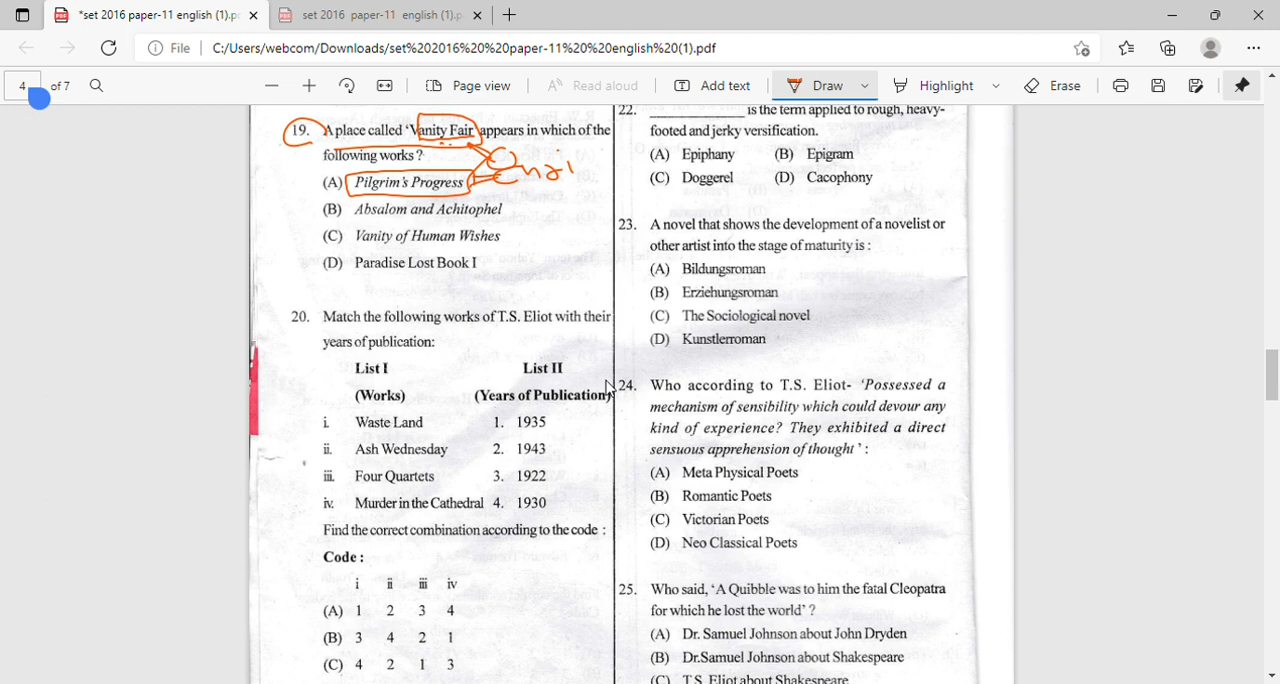 *set 2016 paper-11 english (1).p
set 2016 paper-11 english (1).p
File
C:/Users/webcom/Downloads/set%202016%20%20paper-11%20%20english%20(1).pdf
4 of 7
Page view
Read aloud
Add text
Draw
Highlight
Erase
19. A place called 'Vanity Fair appears in which of the
following works ?
(A) Pilgrim's Progress
(B) Absalom and Achitophel
(C) Vanity of Human Wishes
(D) Paradise Lost Book I
20. Match the following works of T.S. Eliot with their
years of publication:
List I List II
(Works) (Years of Publication)
i. Waste Land 1. 1935
ii. Ash Wednesday 2. 1943
iii. Four Quartets 3. 1922
iv. Murder in the Cathedral 4. 1930
Find the correct combination according to the code :
Code :
i ii iii iv
(A) 1 2 3 4
(B) 3 4 2 1
(C) 4 2 1 3
22. ____________ is the term applied to rough, heavy-
footed and jerky versification.
(A) Epiphany (B) Epigram
(C) Doggerel (D) Cacophony
23. A novel that shows the development of a novelist or
other artist into the stage of maturity is :
(A) Bildungsroman
(B) Erziehungsroman
(C) The Sociological novel
(D) Kunstlerroman
24. Who according to T.S. Eliot- 'Possessed a
mechanism of sensibility which could devour any
kind of experience? They exhibited a direct
sensuous apprehension of thought' :
(A) Meta Physical Poets
(B) Romantic Poets
(C) Victorian Poets
(D) Neo Classical Poets
25. Who said, 'A Quibble was to him the fatal Cleopatra
for which he lost the world' ?
(A) Dr. Samuel Johnson about John Dryden
(B) Dr.Samuel Johnson about Shakespeare
(C) T.S. Eliot about Shakespeare